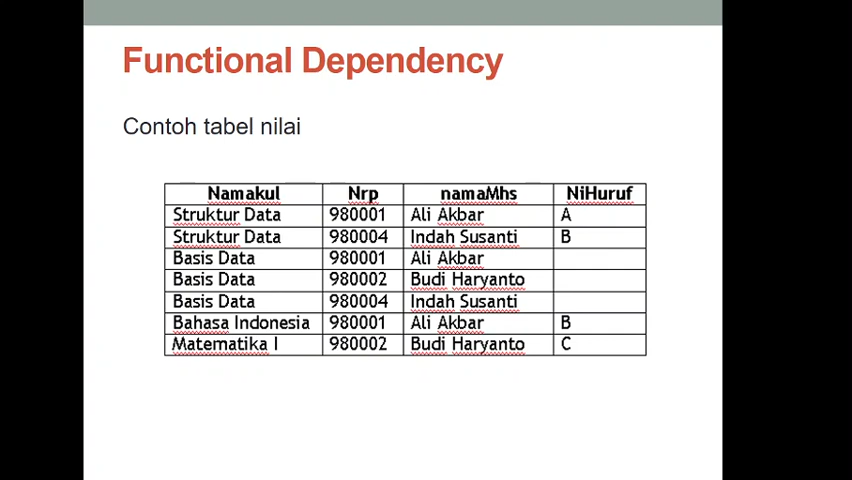 Functional Dependency
Contoh tabel nilai
Namakul Nrp namaMhs NiHuruf
Struktur Data 980001 Ali Akbar A
Struktur Data 980004 Indah Susanti B
Basis Data 980001 Ali Akbar
Basis Data 980002 Budi Haryanto
Basis Data 980004 Indah Susanti
Bahasa Indonesia 980001 Ali Akbar B
Matematika I 980002 Budi Haryanto C